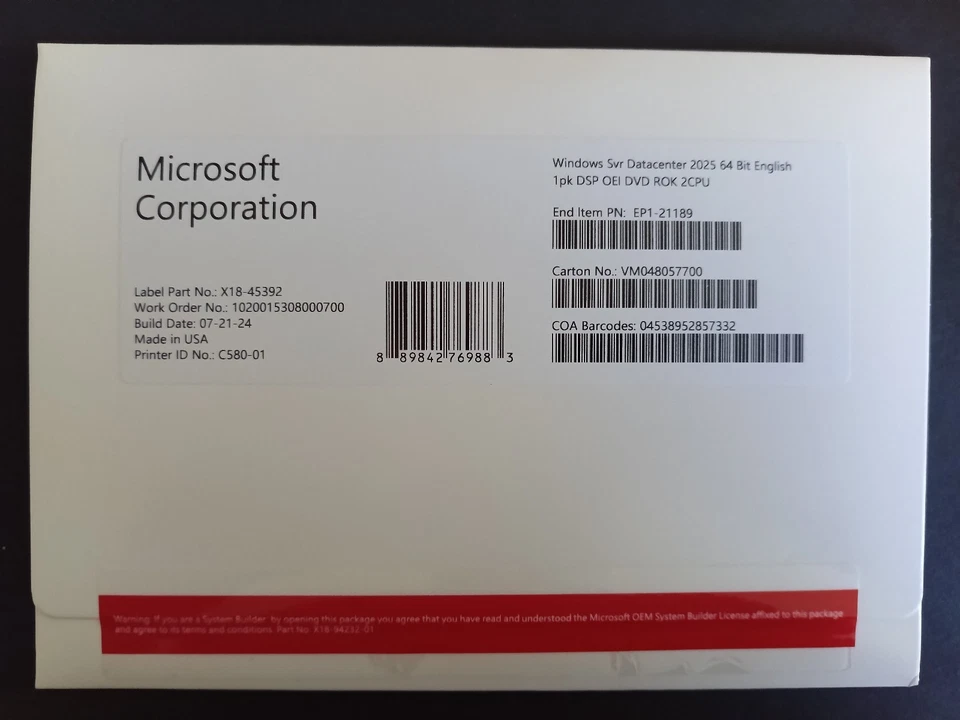 Microsoft
Corporation
Label Part No.: X18-45392
Work Order No.: 1020015308000700
Build Date: 07-21-24
Made in USA
Printer ID No.: C580-01
8 89842 76988 3
Windows Svr Datacenter 2025 64 Bit English
1pk DSP OEI DVD ROK 2CPU
End Item PN: EP1-21189
Carton No.: VM048057700
COA Barcodes: 04538952857332
Warning: If you are a System Builder, by opening this package you agree that you have read and understood the Microsoft OEM System Builder License affixed to this package
and agree to its terms and conditions. Part No. X18-94232-01